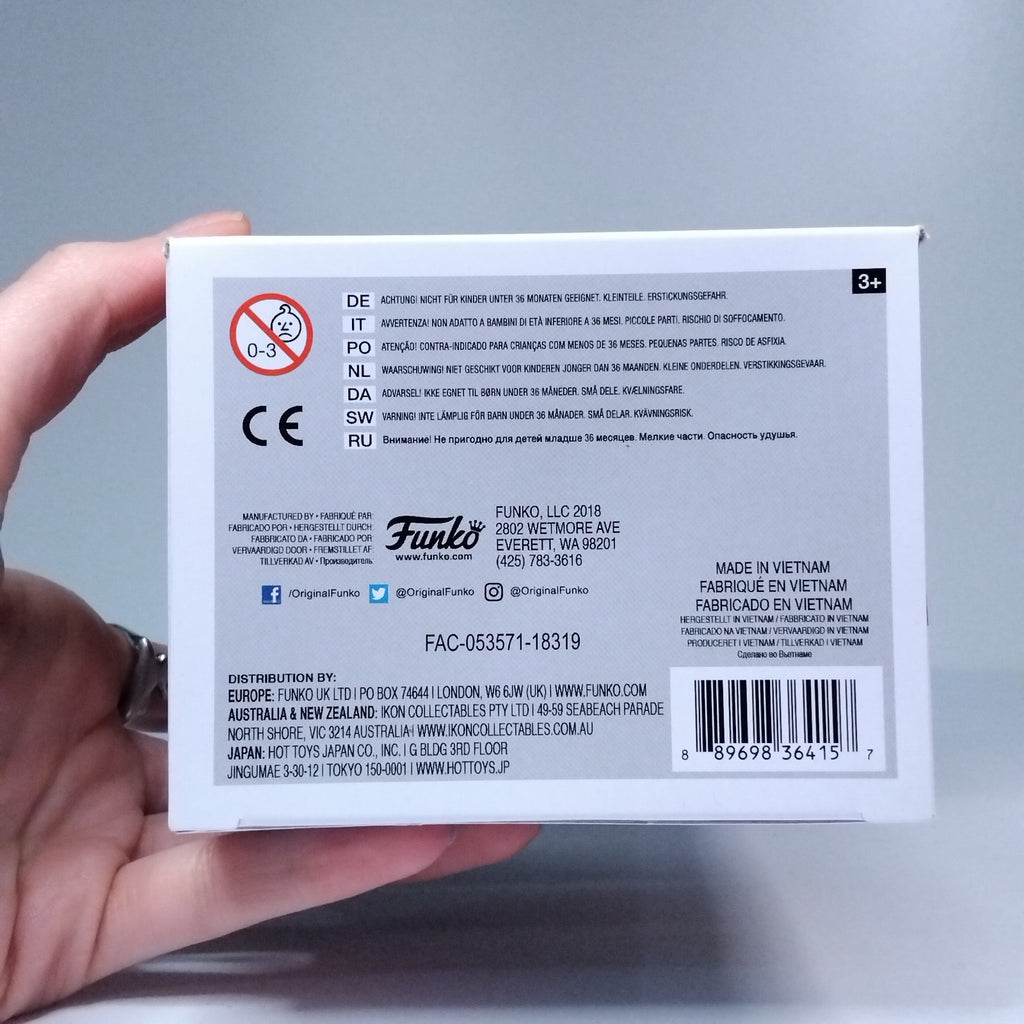 3+
0-3
CE
DE ACHTUNG! NICHT FÜR KINDER UNTER 36 MONATEN GEEIGNET. KLEINTEILE. ERSTICKUNGSGEFAHR.
IT AVVERTENZA! NON ADATTO A BAMBINI DI ETÀ INFERIORE A 36 MESI. PICCOLE PARTI. RISCHIO DI SOFFOCAMENTO.
PO ATENÇÃO! CONTRA-INDICADO PARA CRIANÇAS COM MENOS DE 36 MESES. PEQUENAS PARTES. RISCO DE ASFIXIA.
NL WAARSCHUWING! NIET GESCHIKT VOOR KINDEREN JONGER DAN 36 MAANDEN. KLEINE ONDERDELEN. VERSTIKKINGSGEVAAR.
DA ADVARSEL! IKKE EGNET TIL BØRN UNDER 36 MÅNEDER. SMÅ DELE. KVÆLNINGSFARE.
SW VARNING! INTE LÄMPLIG FÖR BARN UNDER 36 MÅNADER. SMÅ DELAR. KVÄVNINGSRISK.
RU Внимание! Не пригодно для детей младше 36 месяцев. Мелкие части. Опасность удушья.
MANUFACTURED BY • FABRIQUÉ PAR:
FABRICADO POR • HERGESTELLT DURCH:
FABBRICATO DA • FABRICADO POR:
VERVAARDIGD DOOR • FREMSTILLET AF:
TILLVERKAD AV • Производитель:
Funko
www.funko.com
FUNKO, LLC 2018
2802 WETMORE AVE
EVERETT, WA 98201
(425) 783-3616
/OriginalFunko @OriginalFunko @OriginalFunko
FAC-053571-18319
MADE IN VIETNAM
FABRIQUÉ EN VIETNAM
FABRICADO EN VIETNAM
HERGESTELLT IN VIETNAM / FABBRICATO IN VIETNAM
FABRICADO NA VIETNAM / VERVAARDIGD IN VIETNAM
PRODUCERET I VIETNAM / TILLVERKAD I VIETNAM
Сделано во Вьетнаме
DISTRIBUTION BY:
EUROPE: FUNKO UK LTD | PO BOX 74644 | LONDON, W6 6JW (UK) | WWW.FUNKO.COM
AUSTRALIA & NEW ZEALAND: IKON COLLECTABLES PTY LTD | 49-59 SEABEACH PARADE
NORTH SHORE, VIC 3214 AUSTRALIA | WWW.IKONCOLLECTABLES.COM.AU
JAPAN: HOT TOYS JAPAN CO., INC. | G BLDG 3RD FLOOR
JINGUMAE 3-30-12 | TOKYO 150-0001 | WWW.HOTTOYS.JP
8 89698 36415 7